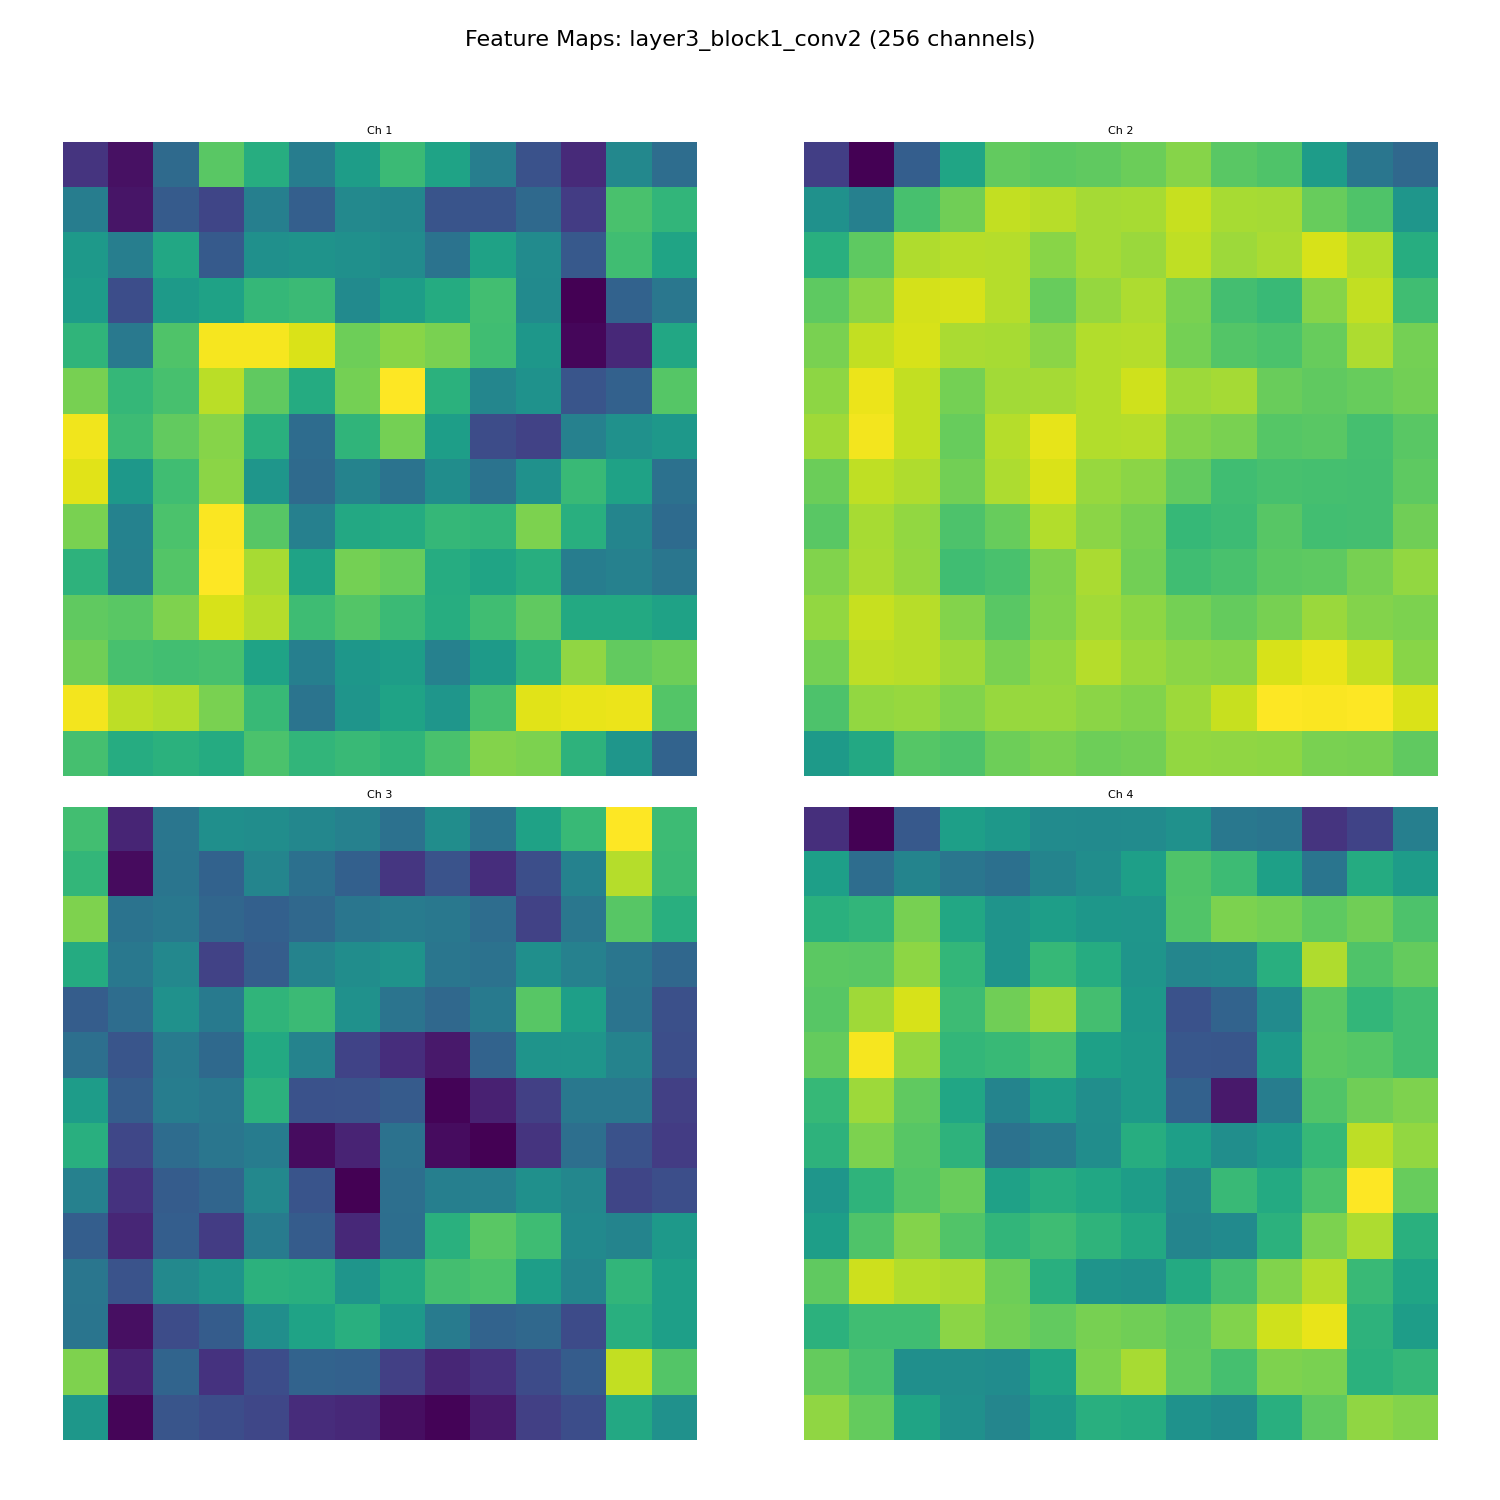 Feature Maps: layer3_block1_conv2 (256 channels)
Ch 1
Ch 2
Ch 3
Ch 4